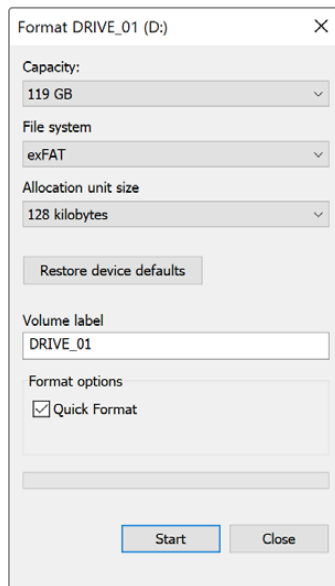 Format DRIVE_01 (D:)
Capacity:
119 GB
File system
exFAT
Allocation unit size
128 kilobytes
Restore device defaults
Volume label
DRIVE_01
Format options
Quick Format
Start Close